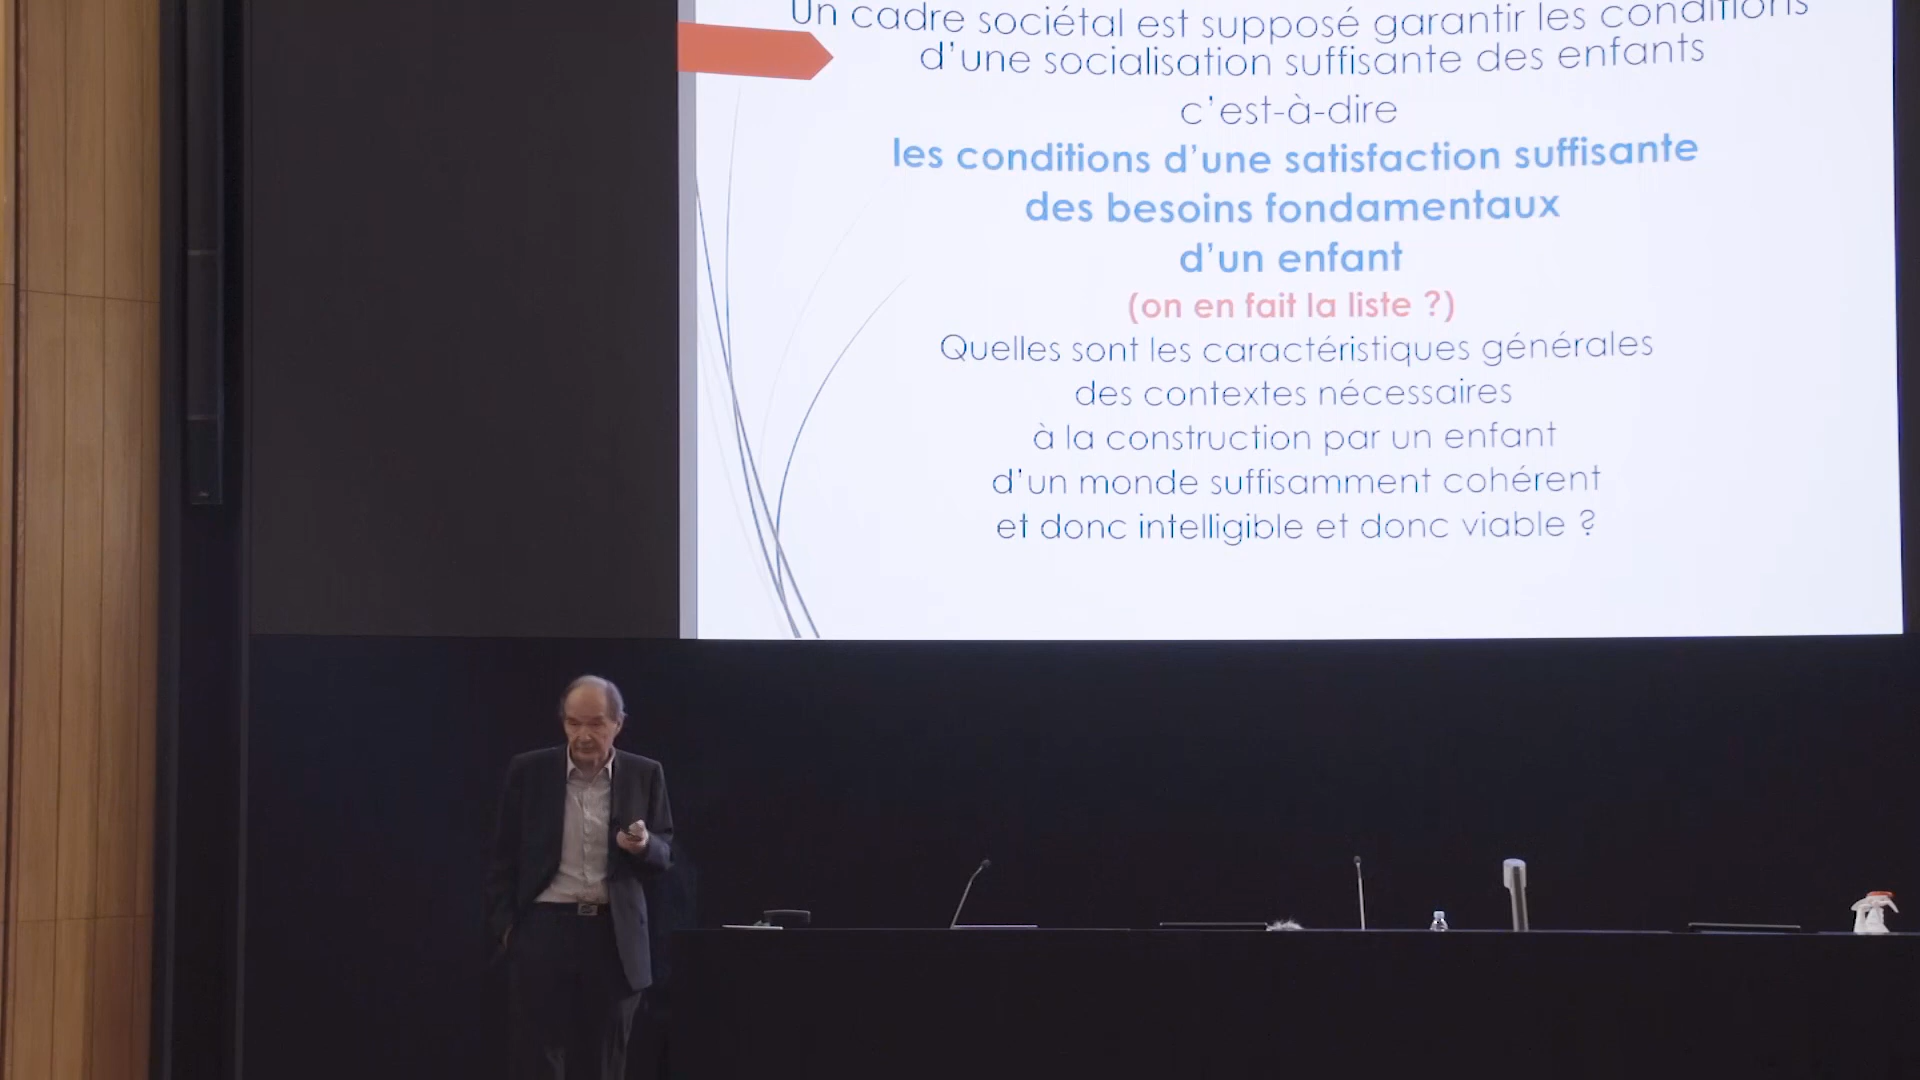 Un cadre sociétal est supposé garantir les conditions
d'une socialisation suffisante des enfants
c'est-à-dire
les conditions d'une satisfaction suffisante
des besoins fondamentaux
d'un enfant
(on en fait la liste ?)
Quelles sont les caractéristiques générales
des contextes nécessaires
à la construction par un enfant
d'un monde suffisamment cohérent
et donc intelligible et donc viable ?